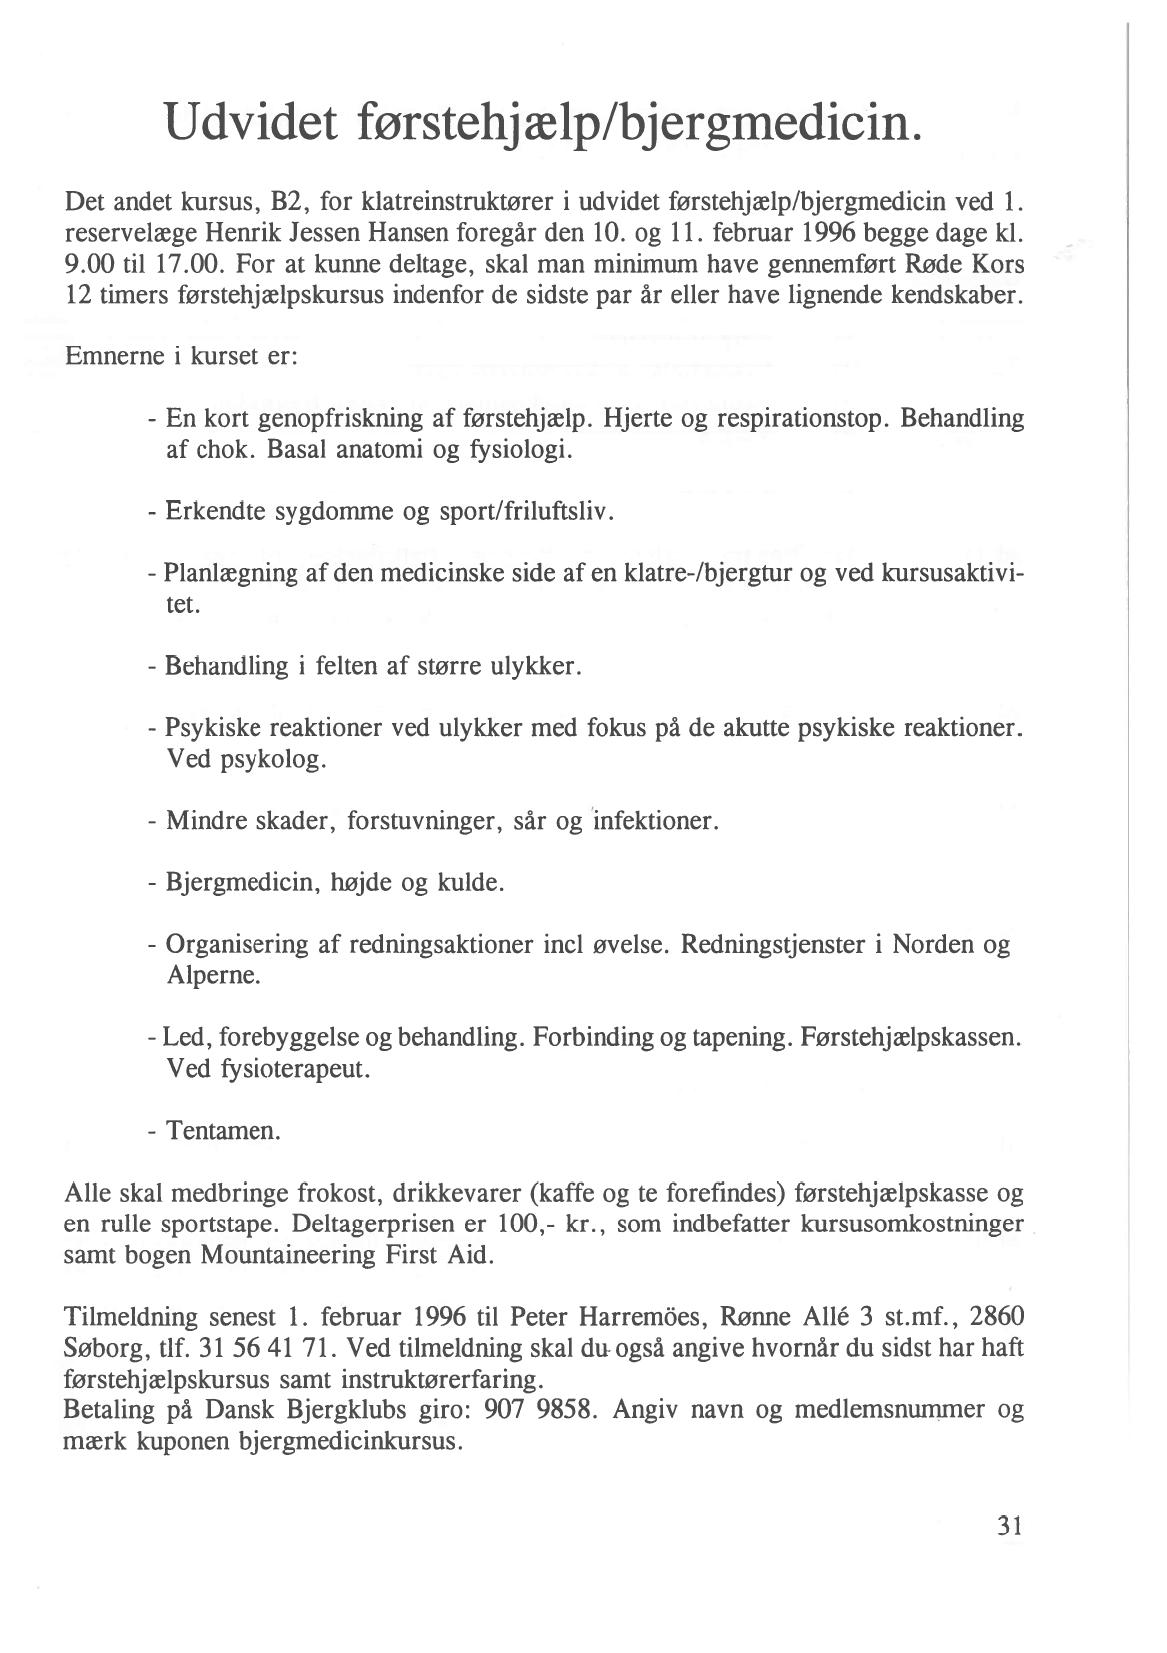 Udvidet førstehjælp/bjergmedicin.
Det andet kursus, B2, for klatreinstruktører i udvidet førstehjælp/bjergmedicin ved 1.
reservelæge Henrik Jessen Hansen foregår den 10. og 11. februar 1996 begge dage kl.
9.00 til 17.00. For at kunne deltage, skal man minimum have gennemført Røde Kors
12 timers førstehjælpskursus indenfor de sidste par år eller have lignende kendskaber.
Emnerne i kurset er:
- En kort genopfriskning af førstehjælp. Hjerte og respirationstop. Behandling
af chok. Basal anatomi og fysiologi.
- Erkendte sygdomme og sport/friluftsliv.
- Planlægning af den medicinske side af en klatre-/bjergtur og ved kursusaktivi-
tet.
- Behandling i felten af større ulykker.
- Psykiske reaktioner ved ulykker med fokus på de akutte psykiske reaktioner.
Ved psykolog.
- Mindre skader, forstuvninger, sår og infektioner.
- Bjergmedicin, højde og kulde.
- Organisering af redningsaktioner incl øvelse. Redningstjenster i Norden og
Alperne.
- Led, forebyggelse og behandling. Forbinding og tapening. Førstehjælpskassen.
Ved fysioterapeut.
- Tentamen.
Alle skal medbringe frokost, drikkevarer (kaffe og te forefindes) førstehjælpskasse og
en rulle sportstape. Deltagerprisen er 100,- kr., som indbefatter kursusomkostninger
samt bogen Mountaineering First Aid.
Tilmeldning senest 1. februar 1996 til Peter Harremöes, Rønne Allé 3 st.mf., 2860
Søborg, tlf. 31 56 41 71. Ved tilmeldning skal du også angive hvornår du sidst har haft
førstehjælpskursus samt instruktørerfaring.
Betaling på Dansk Bjergklubs giro: 907 9858. Angiv navn og medlemsnummer og
mærk kuponen bjergmedicinkursus.
31